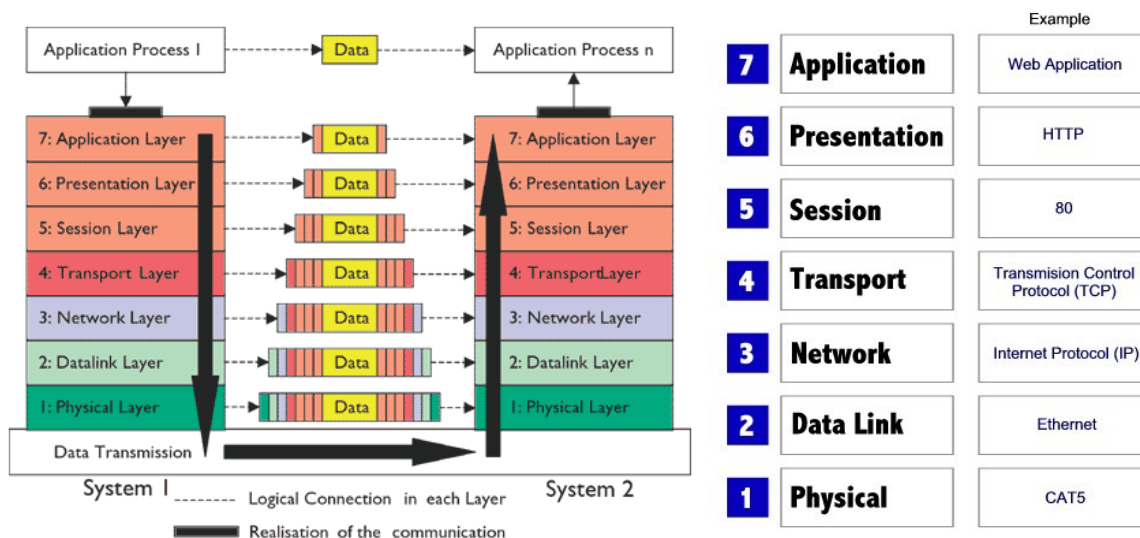 Application Process 1
Data
Application Process n
7: Application Layer
Data
7: Application Layer
6: Presentation Layer
Data
6: Presentation Layer
5: Session Layer
Data
5: Session Layer
4: Transport Layer
Data
4: TransportLayer
3: Network Layer
Data
3: Network Layer
2: Datalink Layer
Data
2: Datalink Layer
1: Physical Layer
Data
1: Physical Layer
Data Transmission
System 1
System 2
Logical Connection in each Layer
Realisation of the communication
Example
7 Application Web Application
6 Presentation HTTP
5 Session 80
4 Transport Transmision Control
Protocol (TCP)
3 Network Internet Protocol (IP)
2 Data Link Ethernet
1 Physical CAT5